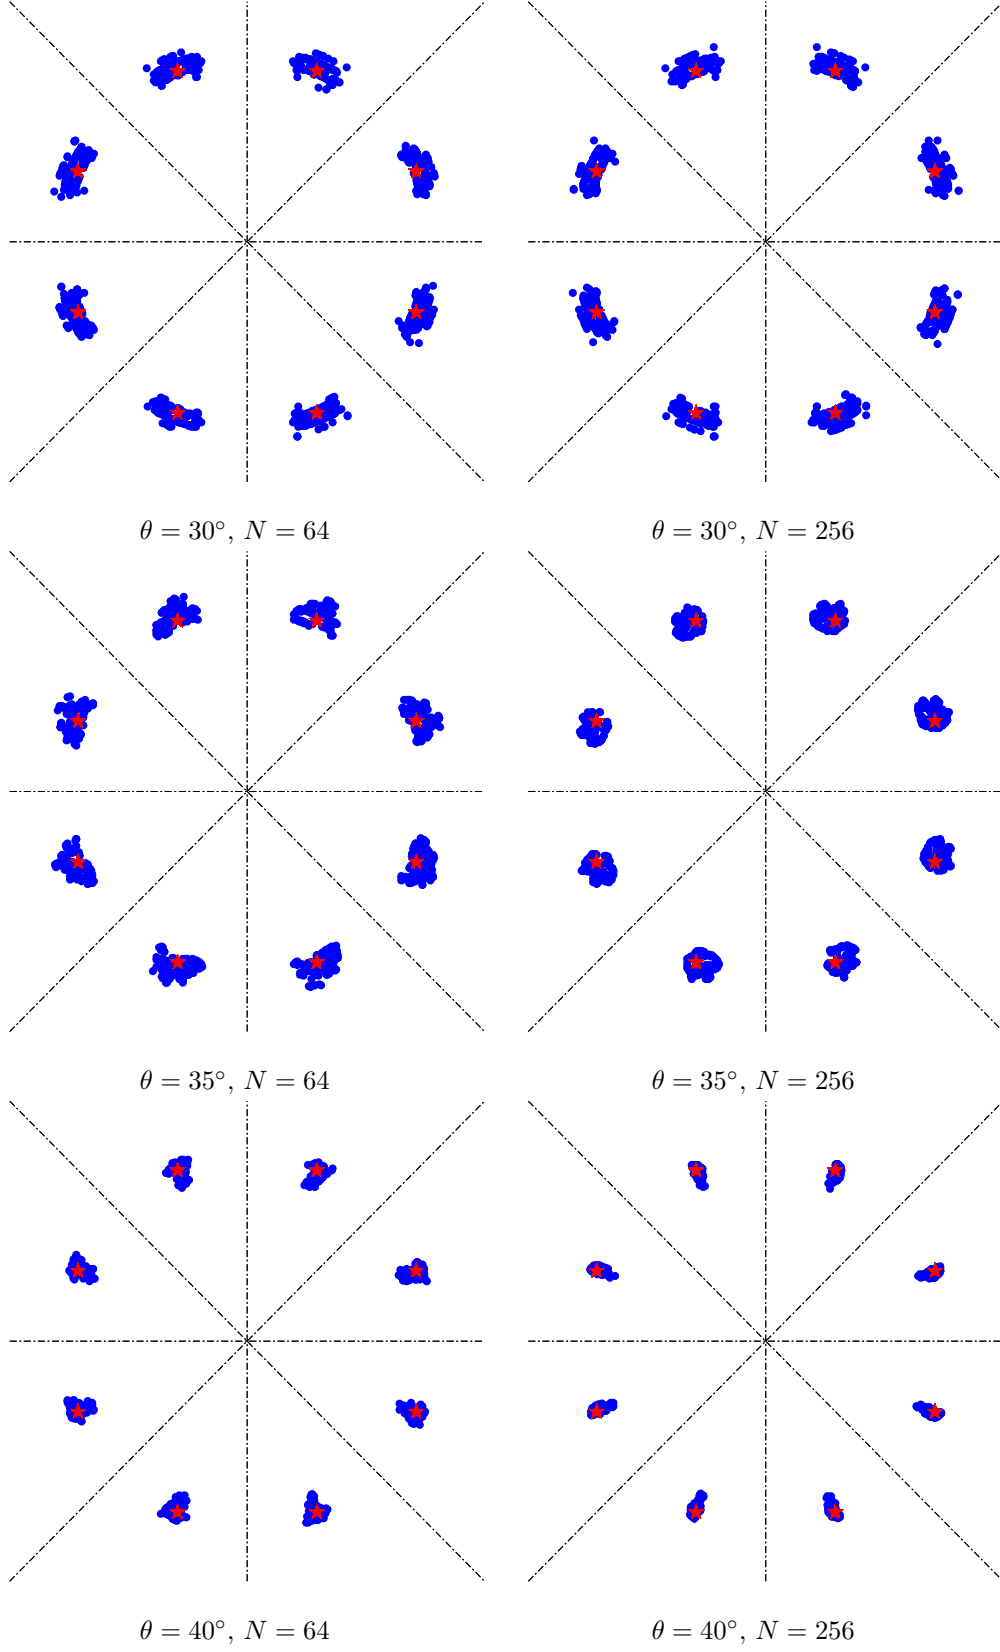 θ = 30°, N = 64
θ = 30°, N = 256
θ = 35°, N = 64
θ = 35°, N = 256
θ = 40°, N = 64
θ = 40°, N = 256